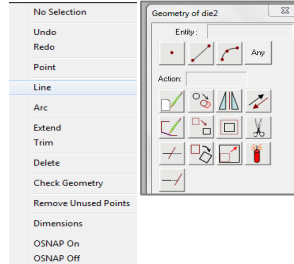 No Selection
Undo
Redo
Point
Line
Arc
Extend
Trim
Delete
Check Geometry
Remove Unused Points
Dimensions
OSNAP On
OSNAP Off
Geometry of die2
Entity:
Any
Action: